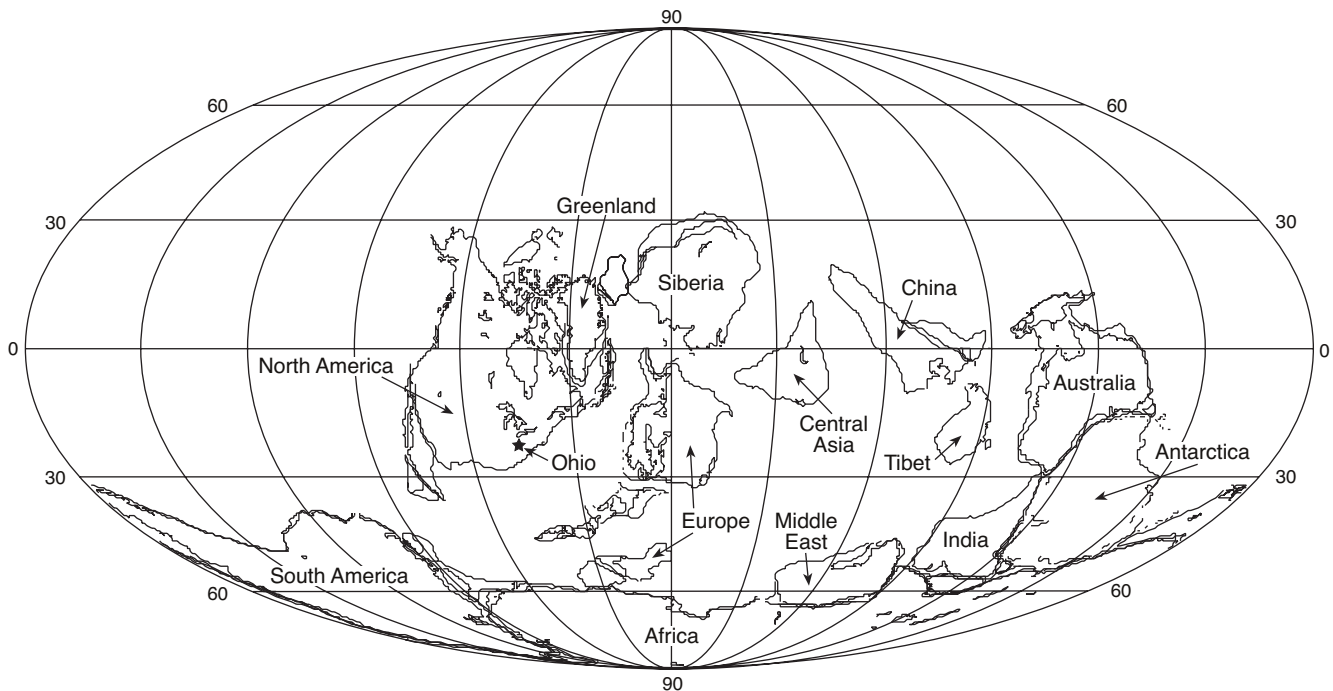 90
60
60
30
30
Greenland
Siberia
China
0
0
North America
Australia
Central
Asia
Antarctica
Ohio
Tibet
30
30
Europe
Middle
East
India
South America
60
60
Africa
90